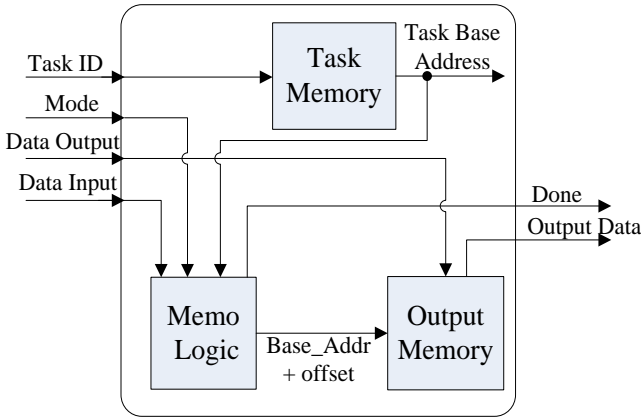 Task ID
Mode
Data Output
Data Input
Task
Memory
Task Base
Address
Done
Output Data
Memo
Logic
Base_Addr
+ offset
Output
Memory